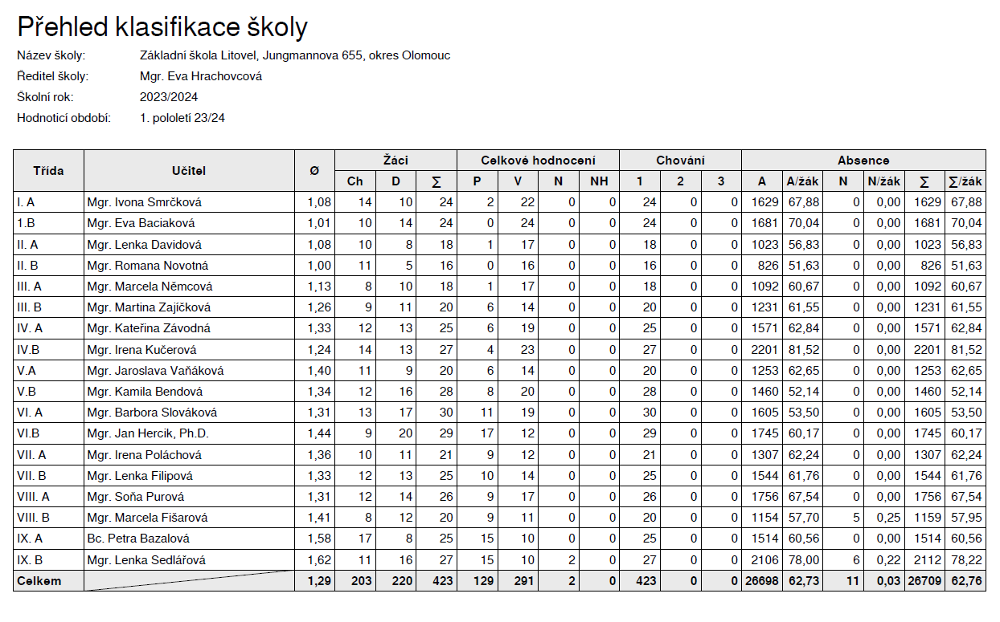 Přehled klasifikace školy
Název školy: Základní škola Litovel, Jungmannova 655, okres Olomouc
Ředitel školy: Mgr. Eva Hrachovcová
Školní rok: 2023/2024
Hodnoticí období: 1. pololetí 23/24
Třída Učitel Ø Žáci Celkové hodnocení Chování Absence
Ch D ∑ P V N NH 1 2 3 A A/žák N N/žák ∑ ∑/žák
I. A Mgr. Ivona Smrčková 1,08 14 10 24 2 22 0 0 24 0 0 1629 67,88 0 0,00 1629 67,88
1.B Mgr. Eva Baciaková 1,01 10 14 24 0 24 0 0 24 0 0 1681 70,04 0 0,00 1681 70,04
II. A Mgr. Lenka Davidová 1,08 10 8 18 1 17 0 0 18 0 0 1023 56,83 0 0,00 1023 56,83
II. B Mgr. Romana Novotná 1,00 11 5 16 0 16 0 0 16 0 0 826 51,63 0 0,00 826 51,63
III. A Mgr. Marcela Němcová 1,13 8 10 18 1 17 0 0 18 0 0 1092 60,67 0 0,00 1092 60,67
III. B Mgr. Martina Zajíčková 1,26 9 11 20 6 14 0 0 20 0 0 1231 61,55 0 0,00 1231 61,55
IV. A Mgr. Kateřina Závodná 1,33 12 13 25 6 19 0 0 25 0 0 1571 62,84 0 0,00 1571 62,84
IV.B Mgr. Irena Kučerová 1,24 14 13 27 4 23 0 0 27 0 0 2201 81,52 0 0,00 2201 81,52
V.A Mgr. Jaroslava Vaňáková 1,40 11 9 20 6 14 0 0 20 0 0 1253 62,65 0 0,00 1253 62,65
V.B Mgr. Kamila Bendová 1,34 12 16 28 8 20 0 0 28 0 0 1460 52,14 0 0,00 1460 52,14
VI. A Mgr. Barbora Slováková 1,31 13 17 30 11 19 0 0 30 0 0 1605 53,50 0 0,00 1605 53,50
VI.B Mgr. Jan Hercik, Ph.D. 1,44 9 20 29 17 12 0 0 29 0 0 1745 60,17 0 0,00 1745 60,17
VII. A Mgr. Irena Poláchová 1,36 10 11 21 9 12 0 0 21 0 0 1307 62,24 0 0,00 1307 62,24
VII. B Mgr. Lenka Filipová 1,33 12 13 25 10 14 0 0 25 0 0 1544 61,76 0 0,00 1544 61,76
VIII. A Mgr. Soňa Purová 1,31 12 14 26 9 17 0 0 26 0 0 1756 67,54 0 0,00 1756 67,54
VIII. B Mgr. Marcela Fišarová 1,41 8 12 20 9 11 0 0 20 0 0 1154 57,70 5 0,25 1159 57,95
IX. A Bc. Petra Bazalová 1,58 17 8 25 15 10 0 0 25 0 0 1514 60,56 0 0,00 1514 60,56
IX. B Mgr. Lenka Sedlářová 1,62 11 16 27 15 10 2 0 27 0 0 2106 78,00 6 0,22 2112 78,22
Celkem 1,29 203 220 423 129 291 2 0 423 0 0 26698 62,73 11 0,03 26709 62,76